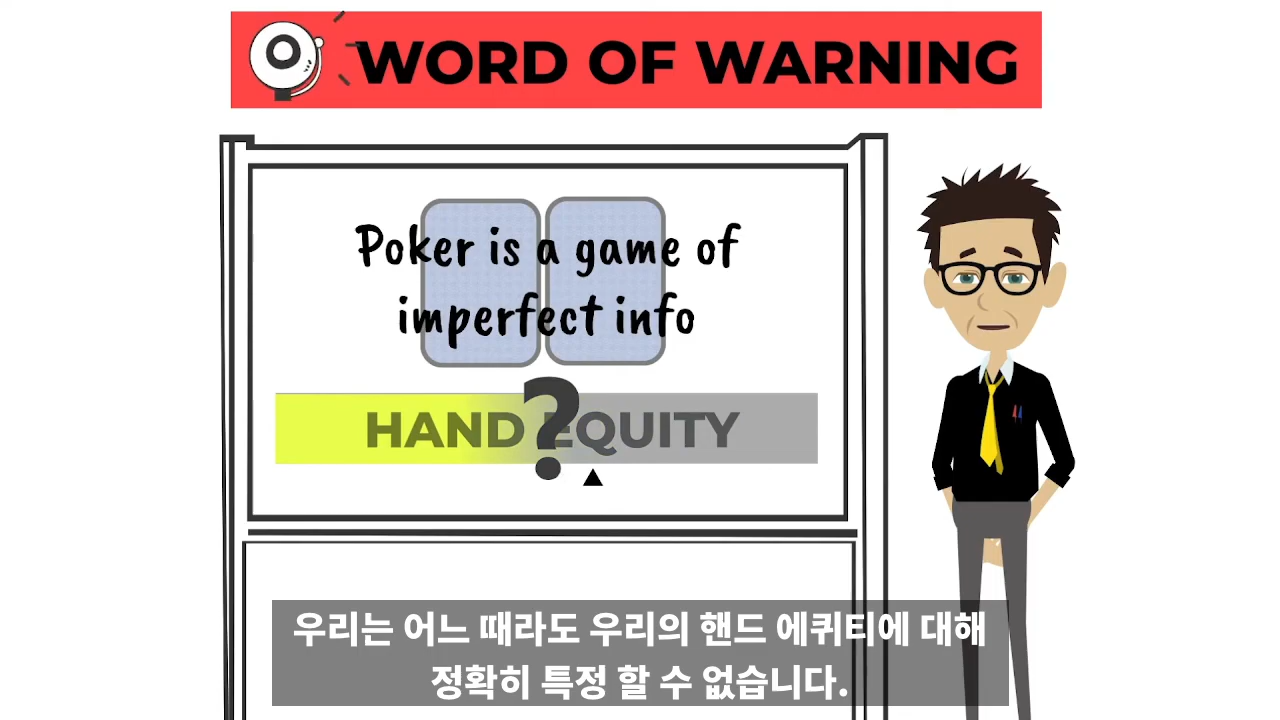 WORD OF WARNING
Poker is a game of
imperfect info
HAND EQUITY
?
우리는 어느 때라도 우리의 핸드 에퀴티에 대해
정확히 특정 할 수 없습니다.